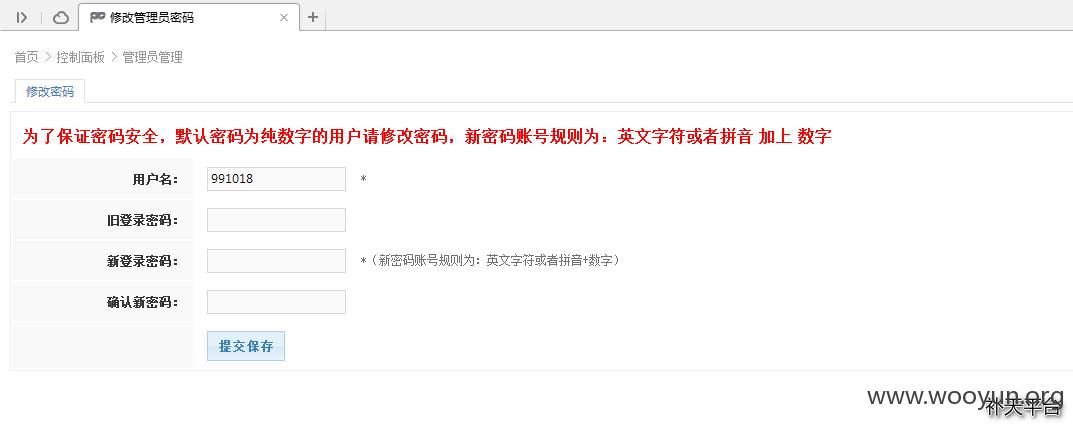 修改管理员密码
首页 > 控制面板 > 管理员管理
修改密码
为了保证密码安全，默认密码为纯数字的用户请修改密码，新密码账号规则为：英文字符或者拼音 加上 数字
用户名： 991018 *
旧登录密码：
新登录密码： *（新密码账号规则为：英文字符或者拼音+数字）
确认新密码：
提交保存
www.wooyun.org
补天平台